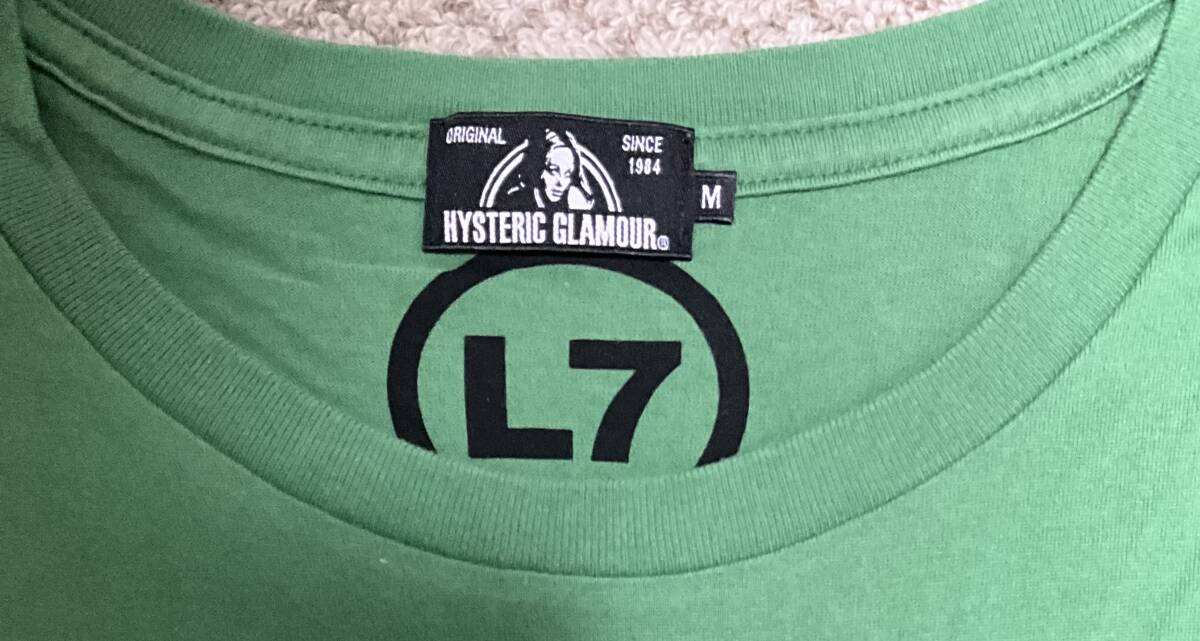 ORIGINAL
SINCE
1984
HYSTERIC GLAMOUR®
M
L7